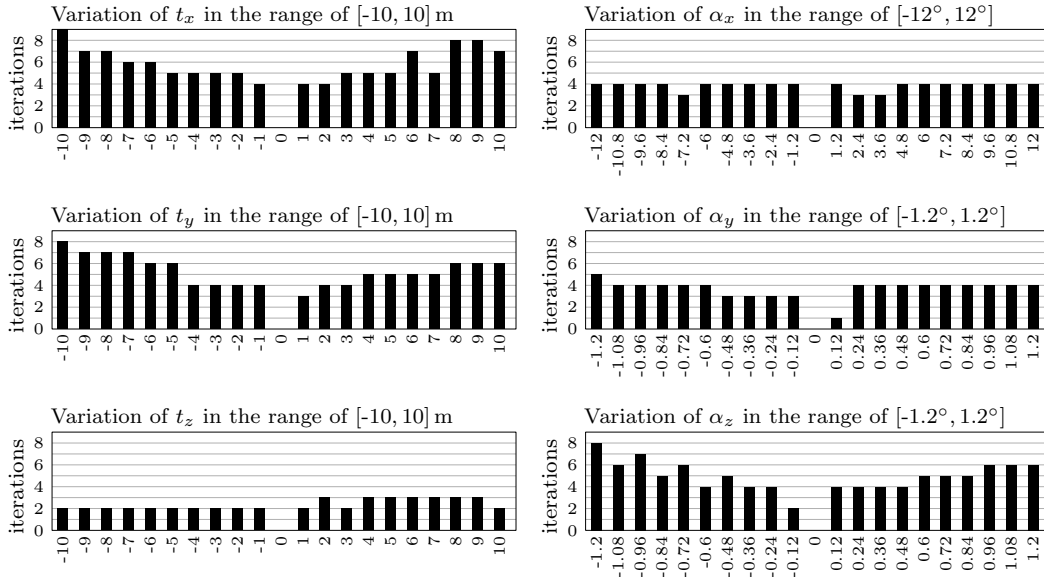 Variation of t_x in the range of [-10, 10] m
iterations
8
6
4
2
0
-10 -9 -8 -7 -6 -5 -4 -3 -2 -1 0 1 2 3 4 5 6 7 8 9 10
Variation of α_x in the range of [-12°, 12°]
iterations
8
6
4
2
0
-12 -10.8 -9.6 -8.4 -7.2 -6 -4.8 -3.6 -2.4 -1.2 0 1.2 2.4 3.6 4.8 6 7.2 8.4 9.6 10.8 12
Variation of t_y in the range of [-10, 10] m
iterations
8
6
4
2
0
-10 -9 -8 -7 -6 -5 -4 -3 -2 -1 0 1 2 3 4 5 6 7 8 9 10
Variation of α_y in the range of [-1.2°, 1.2°]
iterations
8
6
4
2
0
-1.2 -1.08 -0.96 -0.84 -0.72 -0.6 -0.48 -0.36 -0.24 -0.12 0 0.12 0.24 0.36 0.48 0.6 0.72 0.84 0.96 1.08 1.2
Variation of t_z in the range of [-10, 10] m
iterations
8
6
4
2
0
-10 -9 -8 -7 -6 -5 -4 -3 -2 -1 0 1 2 3 4 5 6 7 8 9 10
Variation of α_z in the range of [-1.2°, 1.2°]
iterations
8
6
4
2
0
-1.2 -1.08 -0.96 -0.84 -0.72 -0.6 -0.48 -0.36 -0.24 -0.12 0 0.12 0.24 0.36 0.48 0.6 0.72 0.84 0.96 1.08 1.2